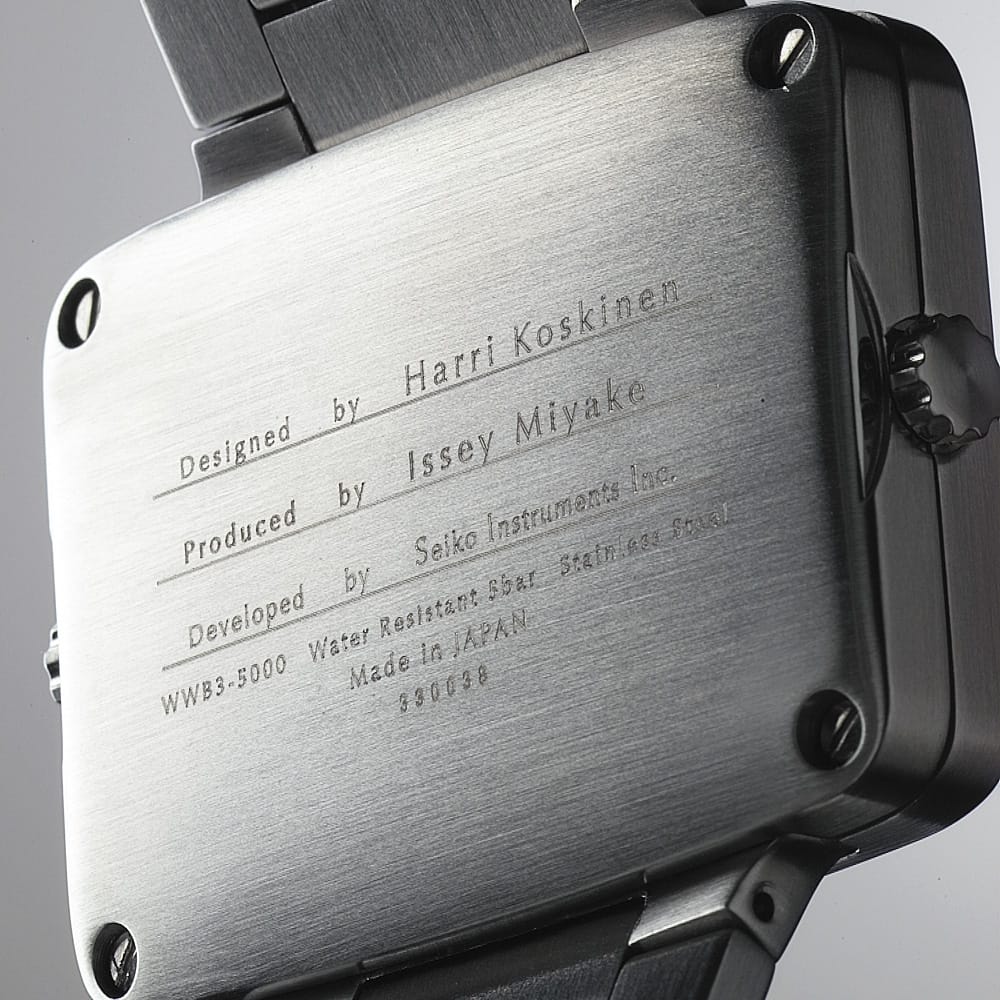 Designed by Harri Koskinen
Produced by Issey Miyake
Developed by Seiko Instruments Inc.
WWB3-5000 Water Resistant 5bar Stainless Steel
Made in JAPAN
330038